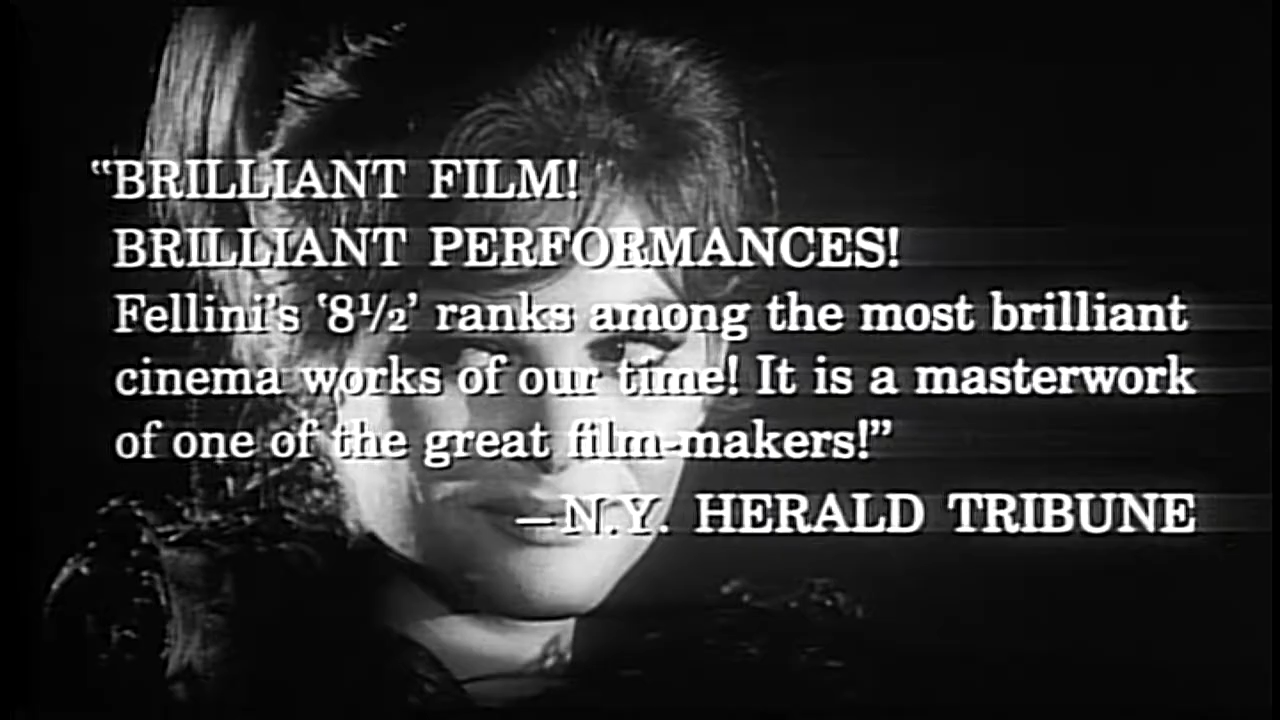 “BRILLIANT FILM!
BRILLIANT PERFORMANCES!
Fellini’s ‘8½’ ranks among the most brilliant
cinema works of our time! It is a masterwork
of one of the great film-makers!”
—N.Y. HERALD TRIBUNE